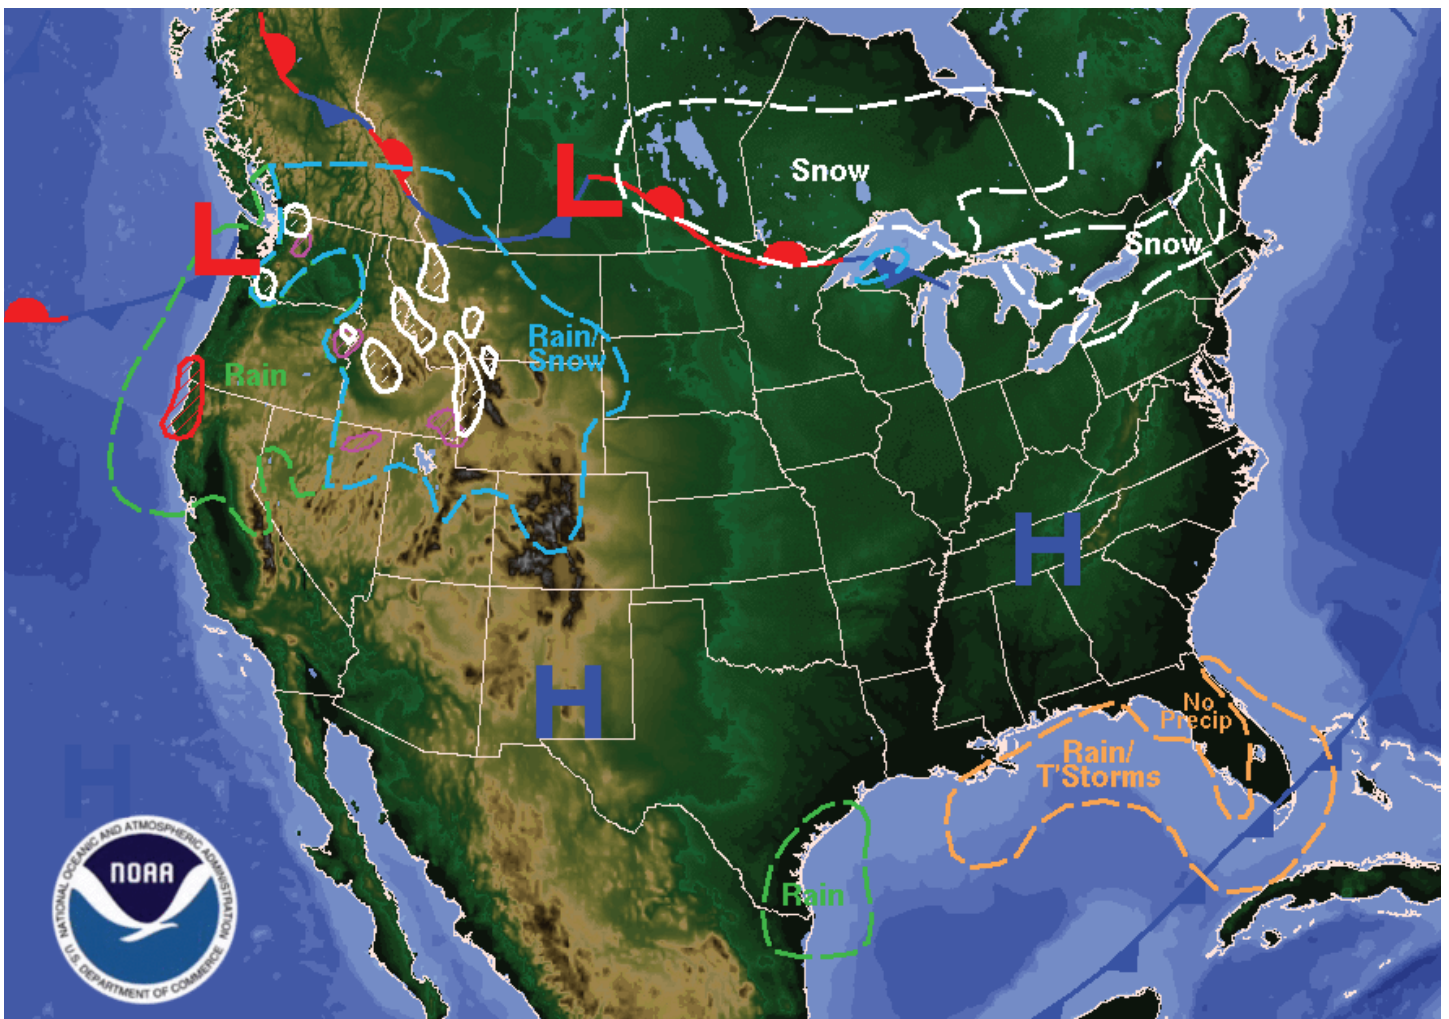 Snow
L
Snow
L
Rain/
Snow
Rain
H
H
No
Precip
Rain/
T'Storms
H
Rain
NATIONAL OCEANIC AND ATMOSPHERIC ADMINISTRATION
NOAA
U.S. DEPARTMENT OF COMMERCE